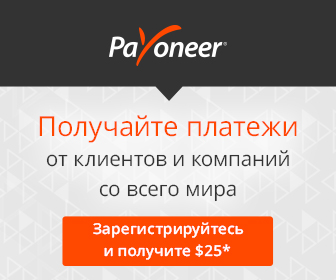 Payoneer®
Получайте платежи
от клиентов и компаний
со всего мира
Зарегистрируйтесь
и получите $25*